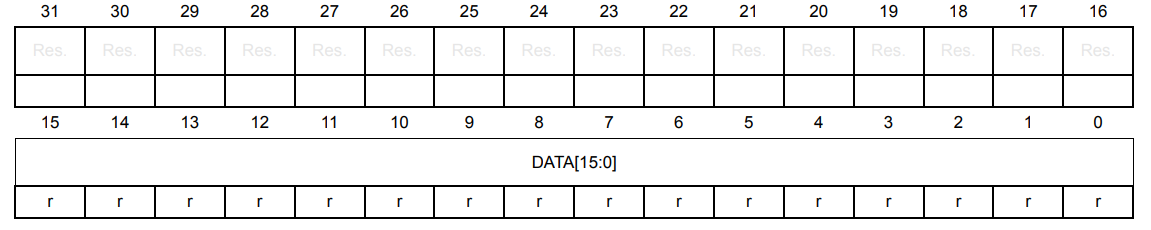 31 30 29 28 27 26 25 24 23 22 21 20 19 18 17 16
Res. Res. Res. Res. Res. Res. Res. Res. Res. Res. Res. Res. Res. Res. Res. Res.
15 14 13 12 11 10 9 8 7 6 5 4 3 2 1 0
DATA[15:0]
r r r r r r r r r r r r r r r r